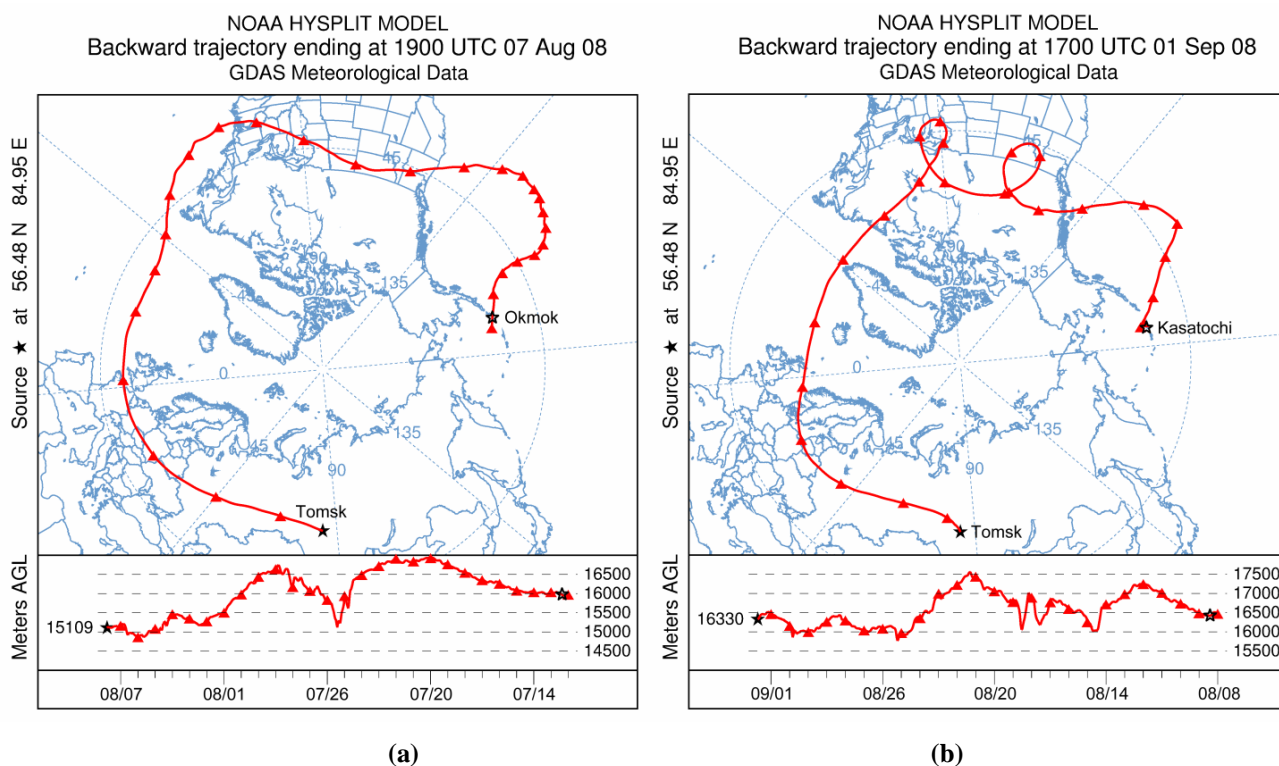 NOAA HYSPLIT MODEL
Backward trajectory ending at 1900 UTC 07 Aug 08
GDAS Meteorological Data
Source ★ at 56.48 N 84.95 E
45
-90
-135
-45
Okmok
0
135
45
90
Tomsk
Meters AGL
16500
16000
15500
15109
15000
14500
08/07 08/01 07/26 07/20 07/14
(a)
NOAA HYSPLIT MODEL
Backward trajectory ending at 1700 UTC 01 Sep 08
GDAS Meteorological Data
Source ★ at 56.48 N 84.95 E
45
-90
-135
-45
Kasatochi
0
135
45
90
Tomsk
Meters AGL
17500
17000
16500
16330
16000
15500
09/01 08/26 08/20 08/14 08/08
(b)